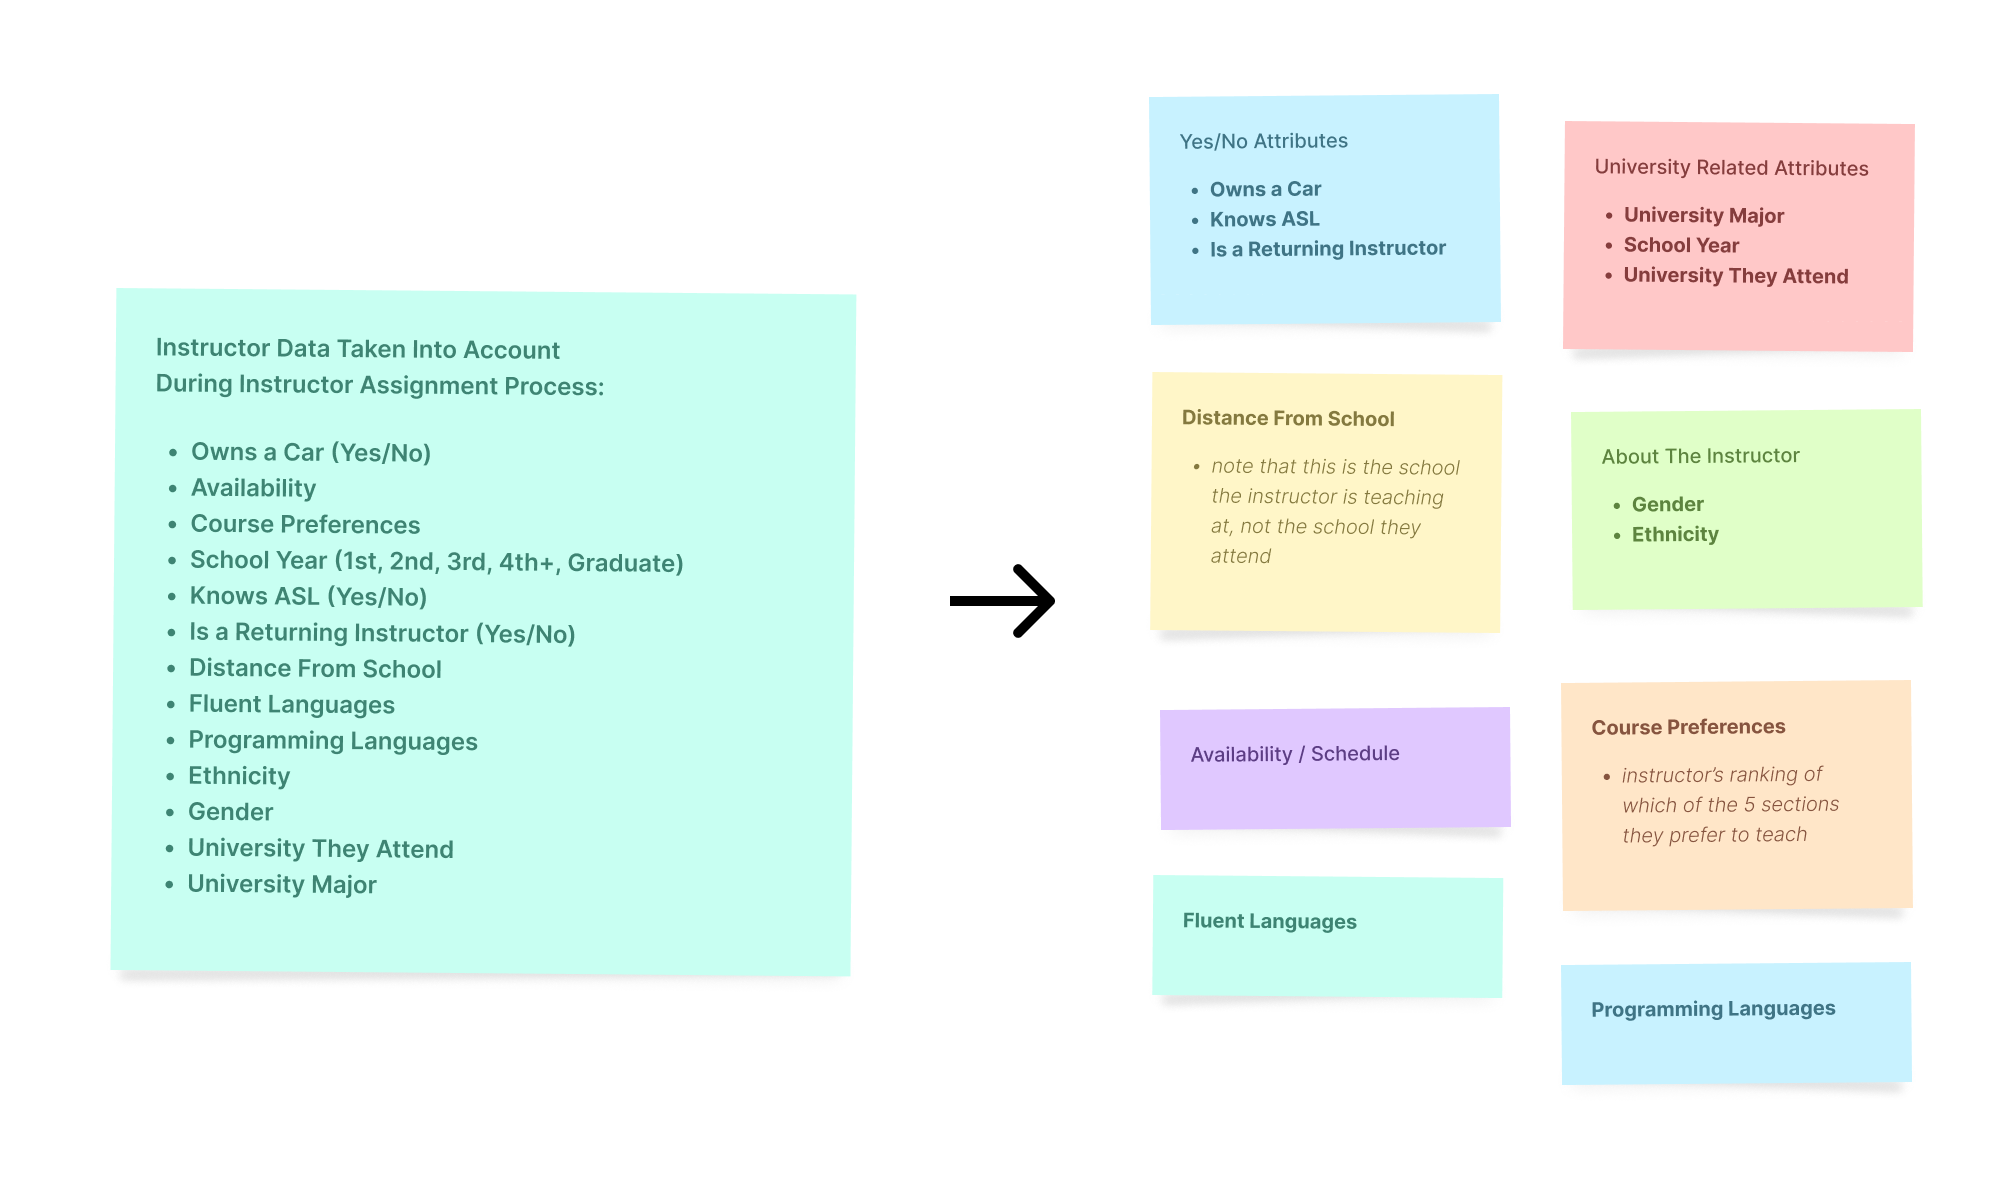 Instructor Data Taken Into Account
During Instructor Assignment Process:
• Owns a Car (Yes/No)
• Availability
• Course Preferences
• School Year (1st, 2nd, 3rd, 4th+, Graduate)
• Knows ASL (Yes/No)
• Is a Returning Instructor (Yes/No)
• Distance From School
• Fluent Languages
• Programming Languages
• Ethnicity
• Gender
• University They Attend
• University Major
Yes/No Attributes
• Owns a Car
• Knows ASL
• Is a Returning Instructor
University Related Attributes
• University Major
• School Year
• University They Attend
Distance From School
• note that this is the school
the instructor is teaching
at, not the school they
attend
About The Instructor
• Gender
• Ethnicity
Availability / Schedule
Course Preferences
• instructor’s ranking of
which of the 5 sections
they prefer to teach
Fluent Languages
Programming Languages